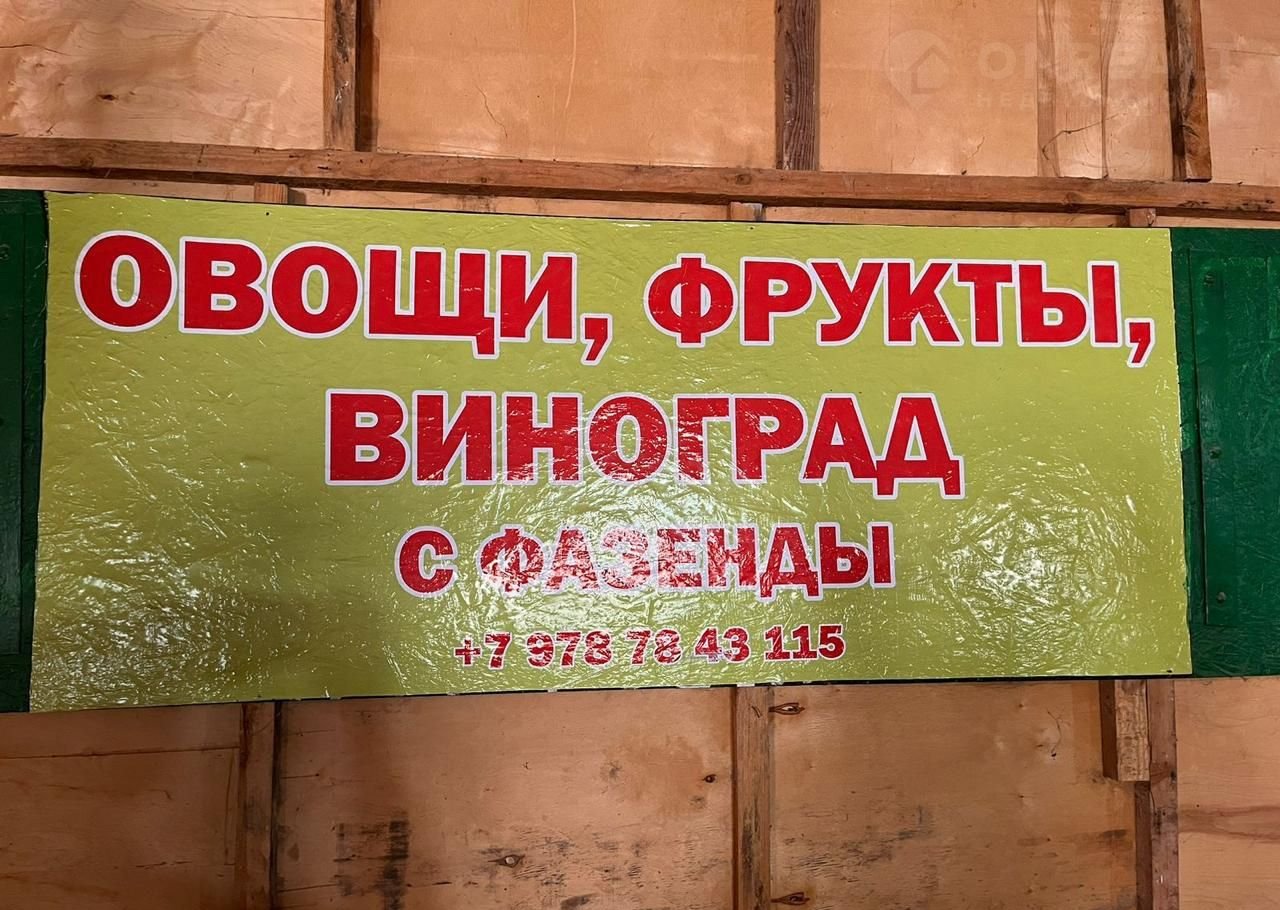 ОВОЩИ, ФРУКТЫ,
ВИНОГРАД
С ФАЗЕНДЫ
+7 978 78 43 115